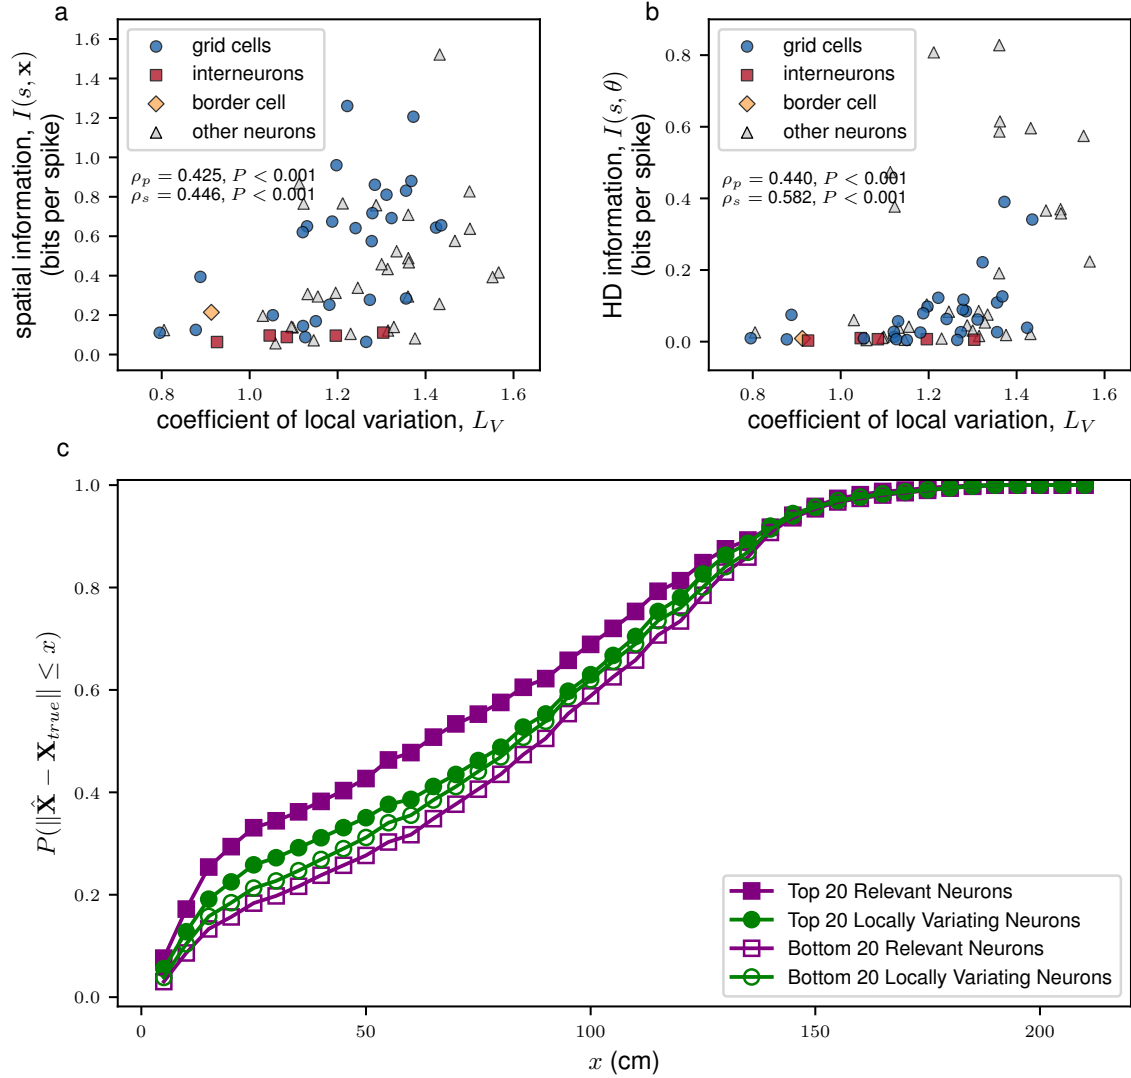 a
spatial information, I(s, x)
(bits per spike)
1.6
1.4
1.2
1.0
0.8
0.6
0.4
0.2
0.0
grid cells
interneurons
border cell
other neurons
ρp = 0.425, P < 0.001
ρs = 0.446, P < 0.001
0.8 1.0 1.2 1.4 1.6
coefficient of local variation, LV
b
HD information, I(s, θ)
(bits per spike)
0.8
0.6
0.4
0.2
0.0
grid cells
interneurons
border cell
other neurons
ρp = 0.440, P < 0.001
ρs = 0.582, P < 0.001
0.8 1.0 1.2 1.4 1.6
coefficient of local variation, LV
c
P(‖X̂ − Xtrue‖ ≤ x)
1.0
0.8
0.6
0.4
0.2
0.0
Top 20 Relevant Neurons
Top 20 Locally Variating Neurons
Bottom 20 Relevant Neurons
Bottom 20 Locally Variating Neurons
0 50 100 150 200
x (cm)